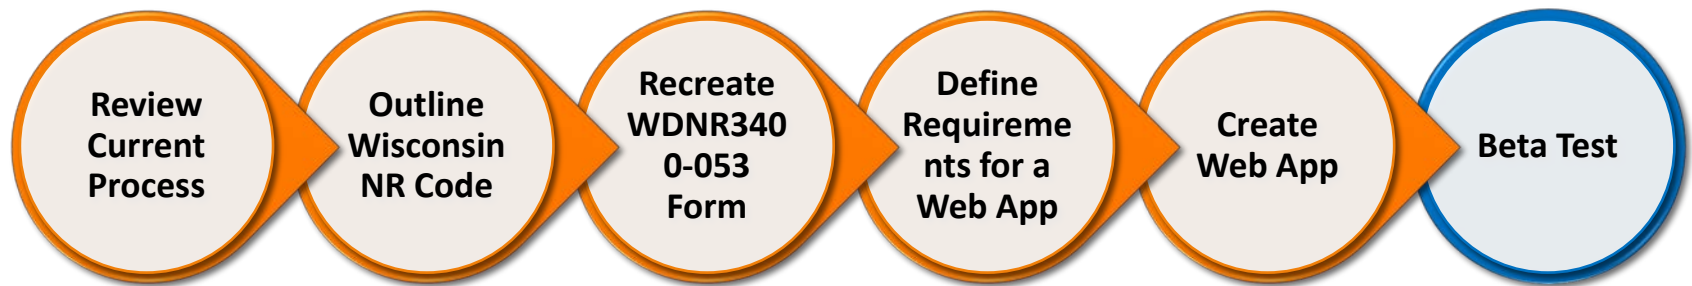 Review
Current
Process
Outline
Wisconsin
NR Code
Recreate
WDNR340
0-053
Form
Define
Requireme
nts for a
Web App
Create
Web App
Beta Test